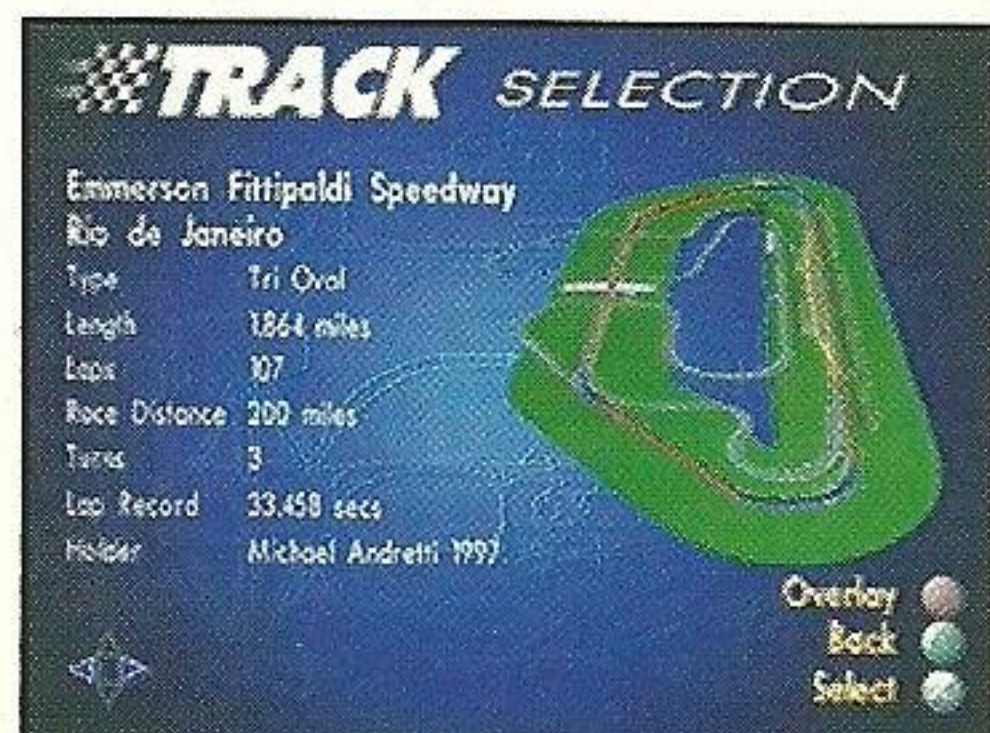 TRACK SELECTION
Emmerson Fittipaldi Speedway
Rio de Janeiro
Type Tri Oval
Length 1.864 miles
Laps 107
Race Distance 200 miles
Turns 3
Lap Record 33.458 secs
Holder Michael Andretti 1997
Overlay
Back
Select